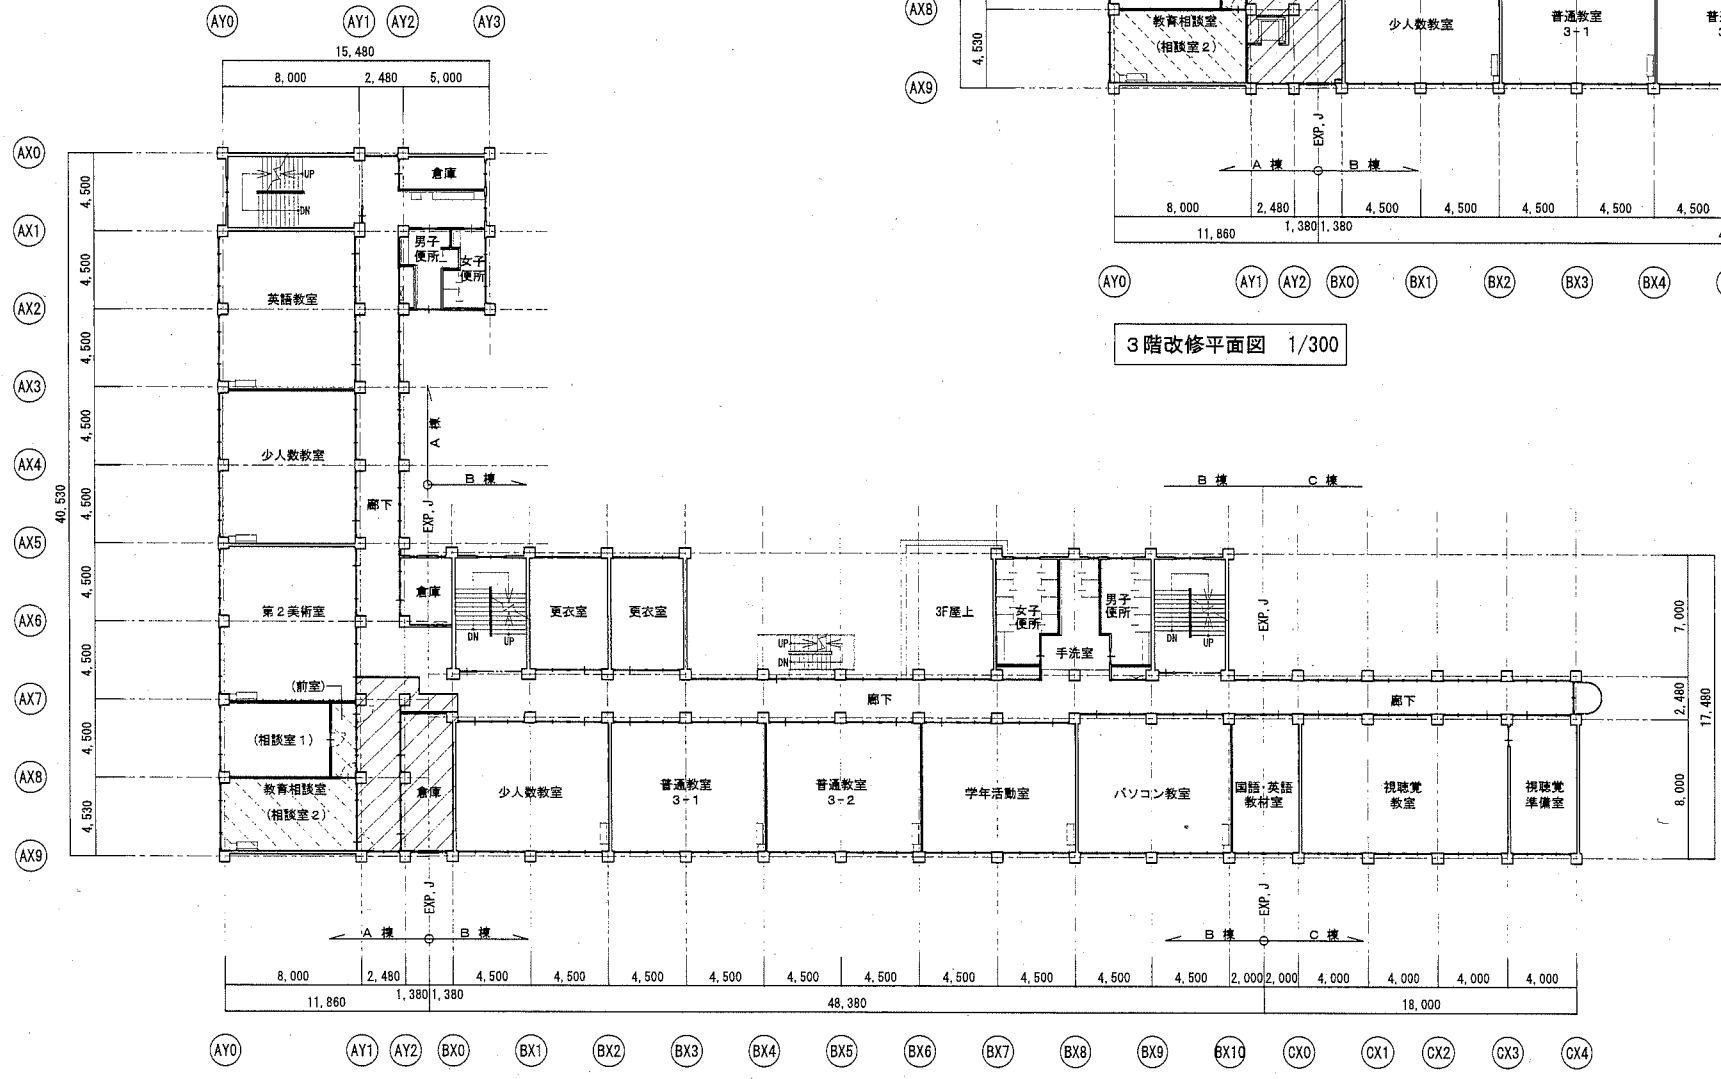 AY0 AY1 AY2 AY3
15,480
8,000 2,480 5,000
AX8
4,530
AX9
教育相談室
(相談室2)
少人数教室
普通教室
3-1
普
EXP.J
A 棟 B 棟
8,000 2,480 4,500 4,500 4,500 4,500 4,500
11,860 1,380 1,380
AY0 AY1 AY2 BX0 BX1 BX2 BX3 BX4
3階改修平面図 1/300
AX0
AX1
AX2
AX3
AX4
AX5
AX6
AX7
AX8
AX9
4,500
4,500
4,500
4,500
4,500
4,500
4,500
4,500
4,530
40,530
UP
DN
倉庫
男子
便所
女子
便所
英語教室
少人数教室
廊下
A 棟
B 棟
EXP.J
第2美術室
倉庫
DN UP
更衣室
更衣室
UP
DN
3F屋上
女子
便所
男子
便所
手洗室
DN UP
B 棟 C 棟
EXP.J
7,000
2,480
8,000
17,480
(前室)
(相談室1)
教育相談室
(相談室2)
倉庫
廊下
廊下
少人数教室
普通教室
3-1
普通教室
3-2
学年活動室
パソコン教室
国語・英語
教材室
視聴覚
教室
視聴覚
準備室
EXP.J
A 棟 B 棟
EXP.J
B 棟 C 棟
8,000 2,480 4,500 4,500 4,500 4,500 4,500 4,500 4,500 4,500 4,500 4,500 2,000 2,000 4,000 4,000 4,000 4,000
11,860 1,380 1,380 48,380 18,000
AY0 AY1 AY2 BX0 BX1 BX2 BX3 BX4 BX5 BX6 BX7 BX8 BX9 BX10 CX0 CX1 CX2 CX3 CX4